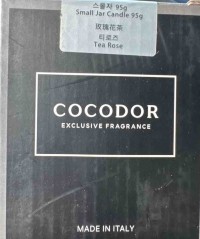 스몰자 95g
Small Jar Candle 95g
玫瑰花茶
티로즈
Tea Rose
COCODOR
EXCLUSIVE FRAGRANCE
MADE IN ITALY